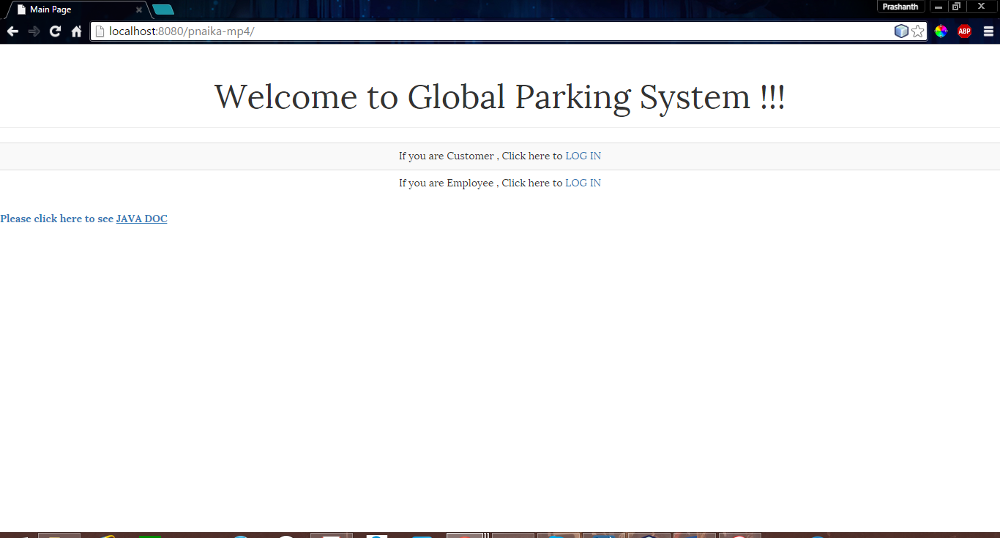 Main Page
Prashanth
localhost:8080/pnaika-mp4/
ABP
Welcome to Global Parking System !!!
If you are Customer , Click here to LOG IN
If you are Employee , Click here to LOG IN
Please click here to see JAVA DOC